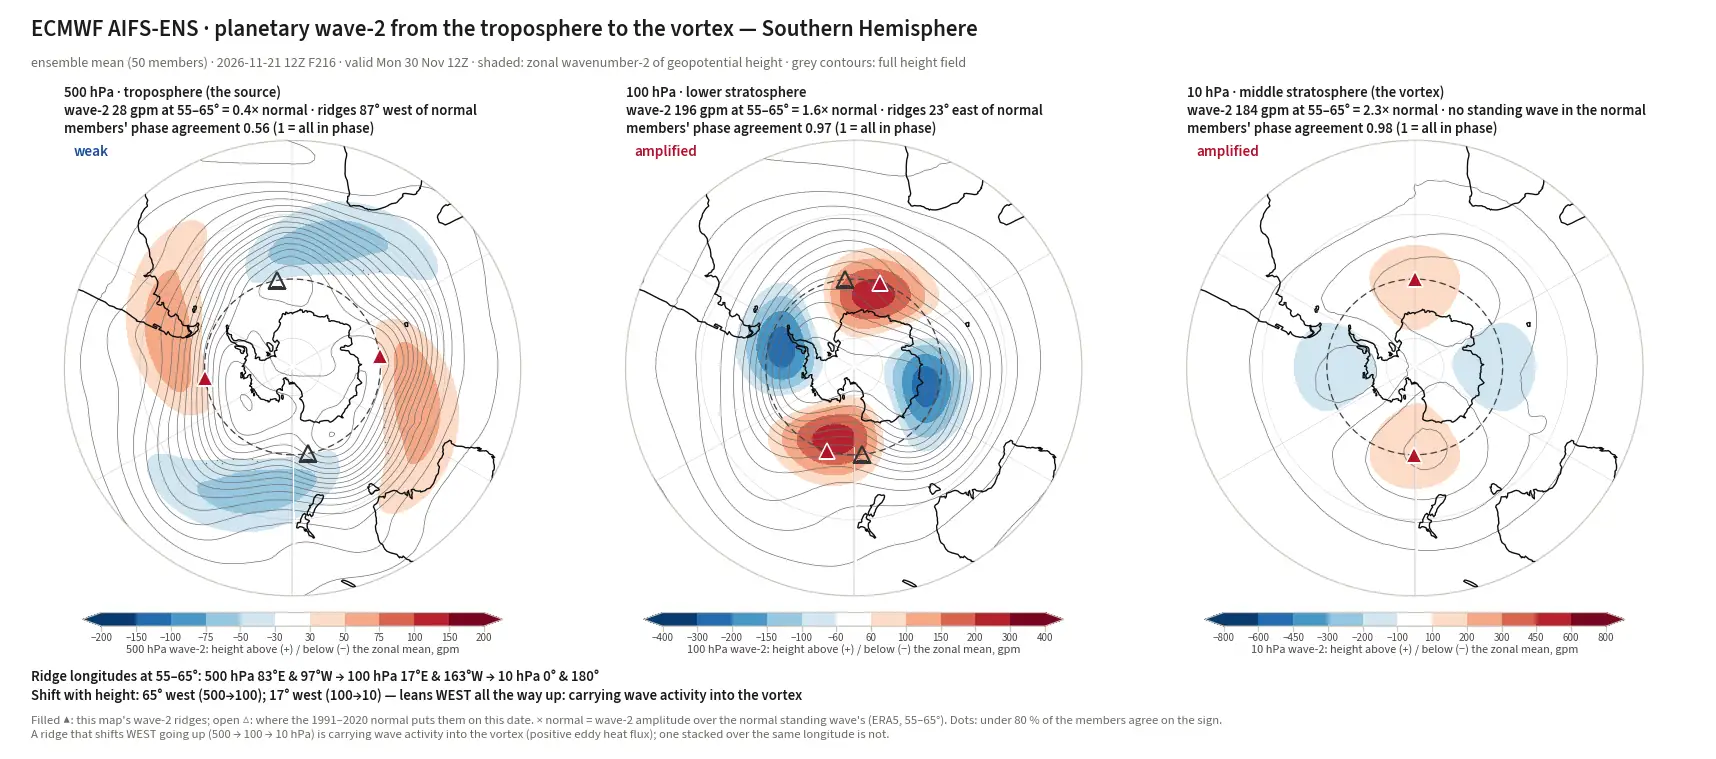 ECMWF AIFS-ENS · planetary wave-2 from the troposphere to the vortex — Southern Hemisphere
ensemble mean (50 members) · 2026-11-21 12Z F216 · valid Mon 30 Nov 12Z · shaded: zonal wavenumber-2 of geopotential height · grey contours: full height field
500 hPa · troposphere (the source)
wave-2 28 gpm at 55–65° = 0.4× normal · ridges 87° west of normal
members' phase agreement 0.56 (1 = all in phase)
weak
100 hPa · lower stratosphere
wave-2 196 gpm at 55–65° = 1.6× normal · ridges 23° east of normal
members' phase agreement 0.97 (1 = all in phase)
amplified
10 hPa · middle stratosphere (the vortex)
wave-2 184 gpm at 55–65° = 2.3× normal · no standing wave in the normal
members' phase agreement 0.98 (1 = all in phase)
amplified
−200 −150 −100 −75 −50 −30 30 50 75 100 150 200
500 hPa wave-2: height above (+) / below (−) the zonal mean, gpm
−400 −300 −200 −150 −100 −60 60 100 150 200 300 400
100 hPa wave-2: height above (+) / below (−) the zonal mean, gpm
−800 −600 −450 −300 −200 −100 100 200 300 450 600 800
10 hPa wave-2: height above (+) / below (−) the zonal mean, gpm
Ridge longitudes at 55–65°: 500 hPa 83°E & 97°W → 100 hPa 17°E & 163°W → 10 hPa 0° & 180°
Shift with height: 65° west (500→100); 17° west (100→10) — leans WEST all the way up: carrying wave activity into the vortex
Filled ▲: this map's wave-2 ridges; open △: where the 1991–2020 normal puts them on this date. × normal = wave-2 amplitude over the normal standing wave's (ERA5, 55–65°). Dots: under 80 % of the members agree on the sign.
A ridge that shifts WEST going up (500 → 100 → 10 hPa) is carrying wave activity into the vortex (positive eddy heat flux); one stacked over the same longitude is not.